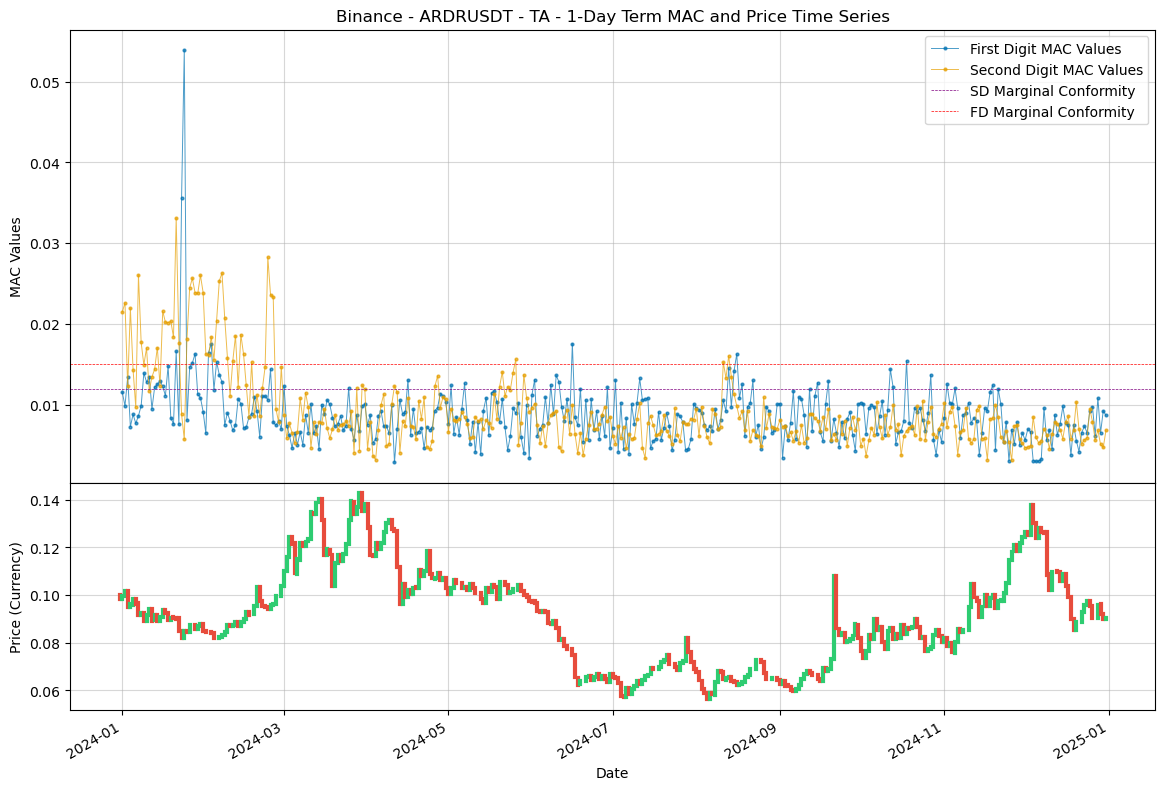 Binance - ARDRUSDT - TA - 1-Day Term MAC and Price Time Series
First Digit MAC Values
Second Digit MAC Values
SD Marginal Conformity
FD Marginal Conformity
MAC Values
0.05
0.04
0.03
0.02
0.01
Price (Currency)
0.14
0.12
0.10
0.08
0.06
2024-01
2024-03
2024-05
2024-07
2024-09
2024-11
2025-01
Date